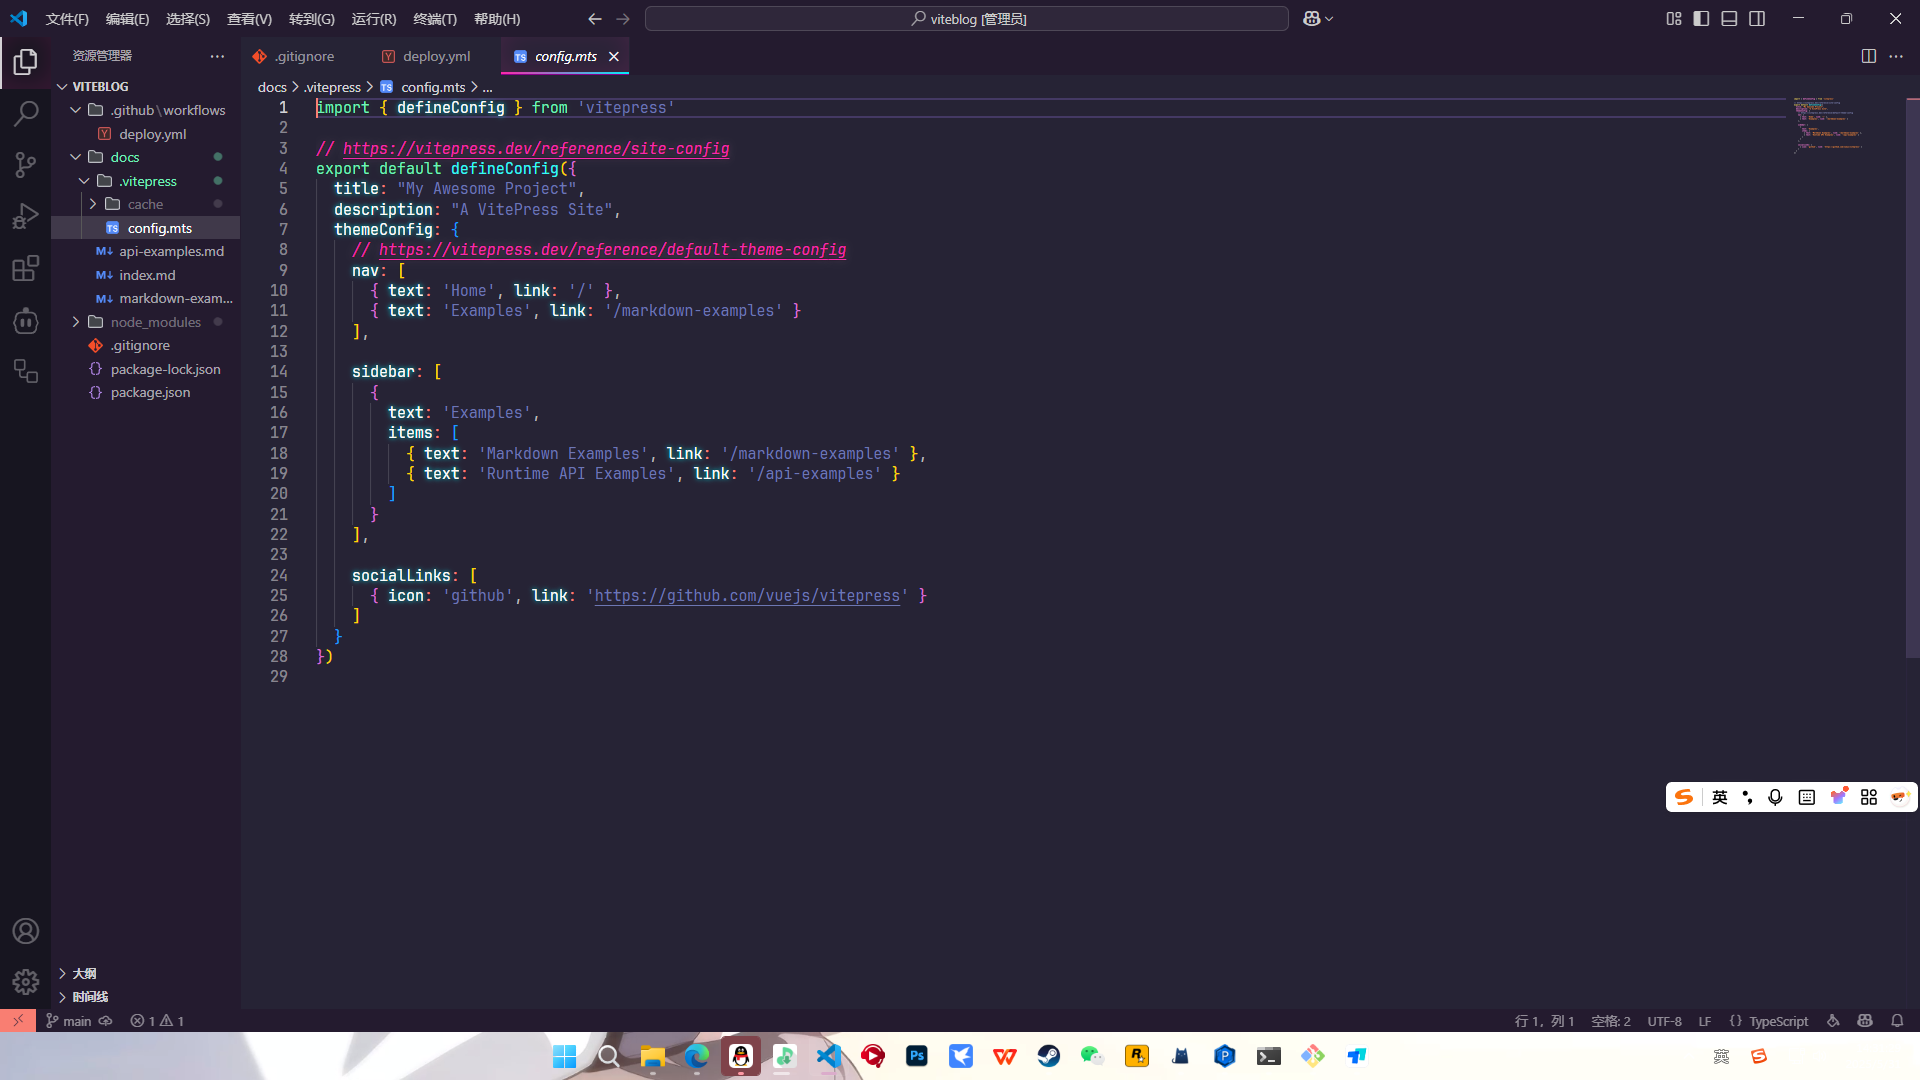 文件(F) 编辑(E) 选择(S) 查看(V) 转到(G) 运行(R) 终端(T) 帮助(H)
viteblog [管理员]
资源管理器
.gitignore
deploy.yml
config.mts
docs > .vitepress > config.mts > ...
VITEBLOG
.github\workflows
deploy.yml
docs
.vitepress
cache
config.mts
api-examples.md
index.md
markdown-exam...
node_modules
.gitignore
package-lock.json
package.json
大纲
时间线
1 import { defineConfig } from 'vitepress'
2
3 // https://vitepress.dev/reference/site-config
4 export default defineConfig({
5   title: "My Awesome Project",
6   description: "A VitePress Site",
7   themeConfig: {
8     // https://vitepress.dev/reference/default-theme-config
9     nav: [
10       { text: 'Home', link: '/' },
11       { text: 'Examples', link: '/markdown-examples' }
12     ],
13
14     sidebar: [
15       {
16         text: 'Examples',
17         items: [
18           { text: 'Markdown Examples', link: '/markdown-examples' },
19           { text: 'Runtime API Examples', link: '/api-examples' }
20         ]
21       }
22     ],
23
24     socialLinks: [
25       { icon: 'github', link: 'https://github.com/vuejs/vitepress' }
26     ]
27   }
28 })
29
英
main
1 1
行 1，列 1 空格: 2 UTF-8 LF {} TypeScript
英